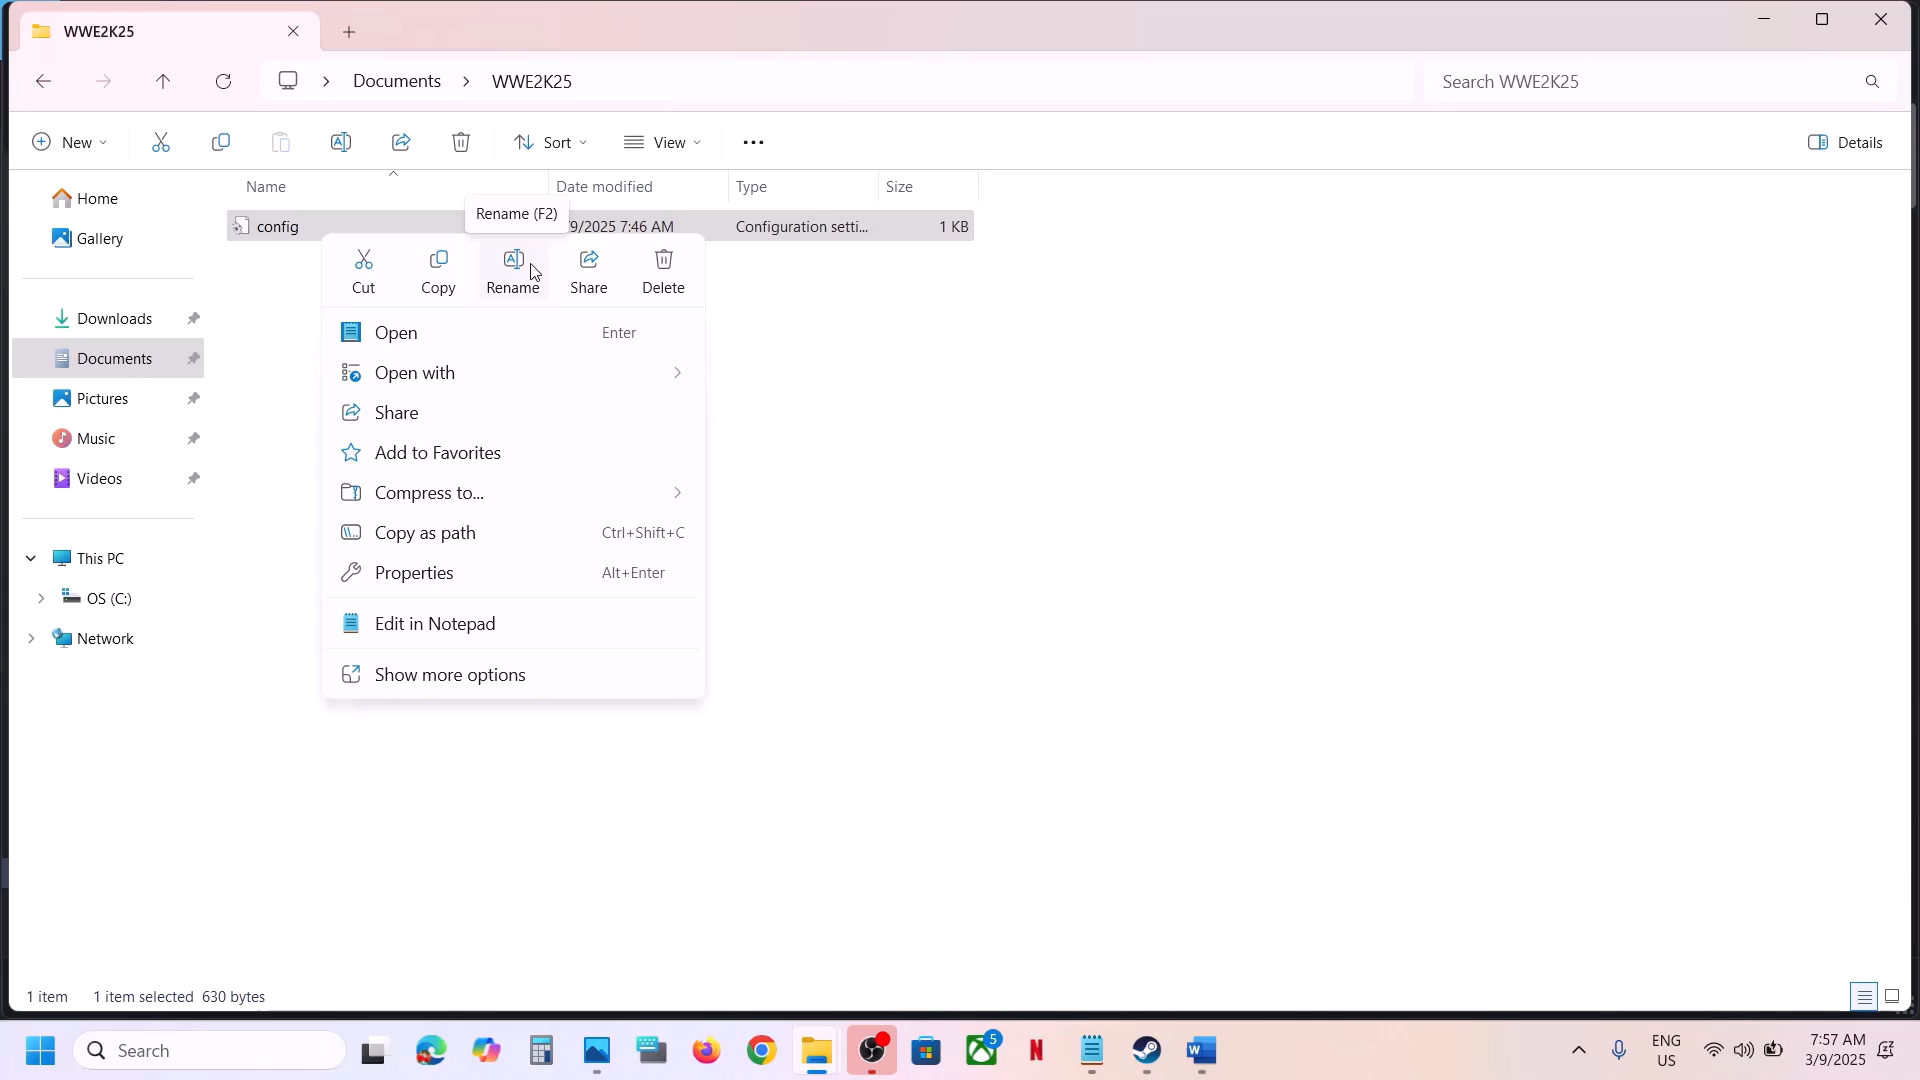 WWE2K25
Documents
WWE2K25
Search WWE2K25
New
Sort
View
Details
Home
Gallery
Downloads
Documents
Pictures
Music
Videos
This PC
OS (C:)
Network
Name
Date modified
Type
Size
Rename (F2)
config
/9/2025 7:46 AM
Configuration setti...
1 KB
Cut
Copy
Rename
Share
Delete
Open
Enter
Open with
Share
Add to Favorites
Compress to...
Copy as path
Ctrl+Shift+C
Properties
Alt+Enter
Edit in Notepad
Show more options
1 item
1 item selected 630 bytes
Search
5
ENG
US
7:57 AM
3/9/2025